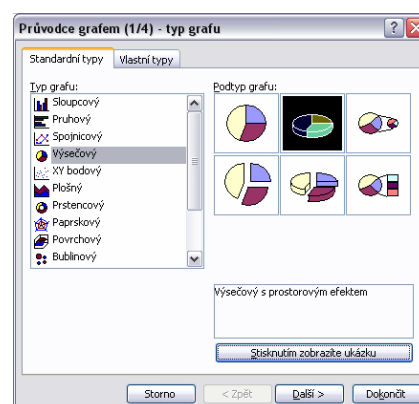 Průvodce grafem (1/4) - typ grafu
Standardní typy
Vlastní typy
Typ grafu:
Podtyp grafu:
Sloupcový
Pruhový
Spojnicový
Výsečový
XY bodový
Plošný
Prstencový
Paprskový
Povrchový
Bublinový
Výsečový s prostorovým efektem
Stisknutím zobrazíte ukázku
Storno
< Zpět
Další >
Dokončit